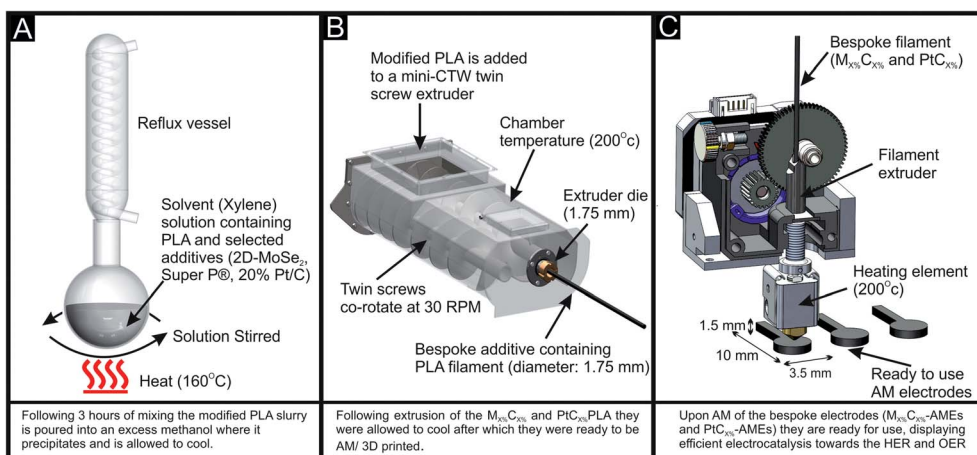 A
Reflux vessel
Solvent (Xylene)
solution containing
PLA and selected
additives (2D-MoSe₂,
Super P®, 20% Pt/C)
Solution Stirred
Heat (160°C)
Following 3 hours of mixing the modified PLA slurry
is poured into an excess methanol where it
precipitates and is allowed to cool.
B
Modified PLA is added
to a mini-CTW twin
screw extruder
Chamber
temperature (200°c)
Extruder die
(1.75 mm)
Twin screws
co-rotate at 30 RPM
Bespoke additive containing
PLA filament (diameter: 1.75 mm)
Following extrusion of the Mx%Cx% and PtCx%PLA they
were allowed to cool after which they were ready to be
AM/ 3D printed.
C
Bespoke filament
(MX%CX% and PtCX%)
Filament
extruder
Heating element
(200°c)
1.5 mm
10 mm
3.5 mm
Ready to use
AM electrodes
Upon AM of the bespoke electrodes (Mx%Cx%-AMEs
and PtCx%-AMEs) they are ready for use, displaying
efficient electrocatalysis towards the HER and OER